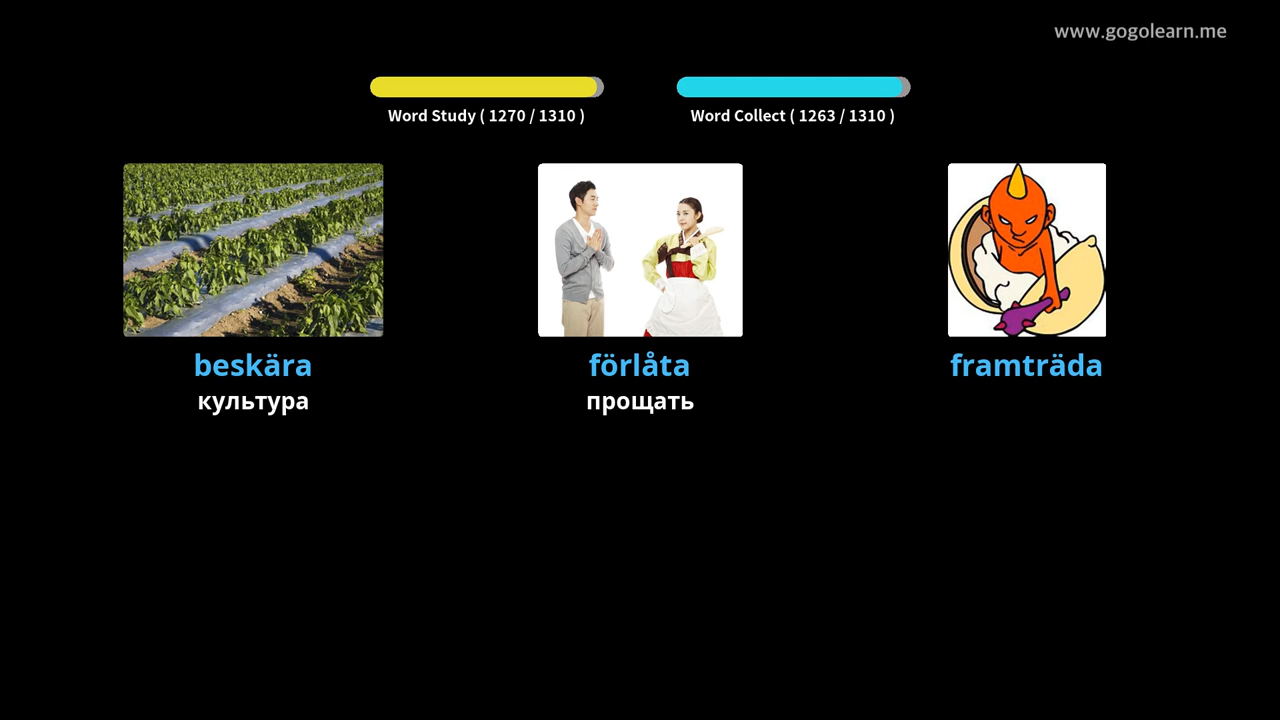 www.gogolearn.me
Word Study ( 1270 / 1310 )
Word Collect ( 1263 / 1310 )
beskära
культура
förlåta
прощать
framträda